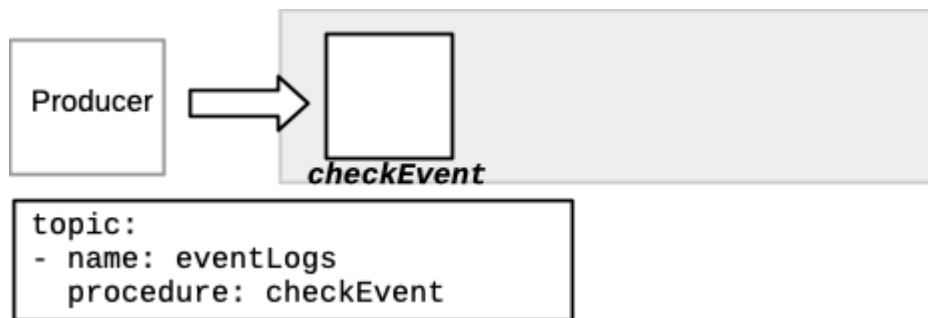 Producer
checkEvent
topic:
- name: eventLogs
  procedure: checkEvent